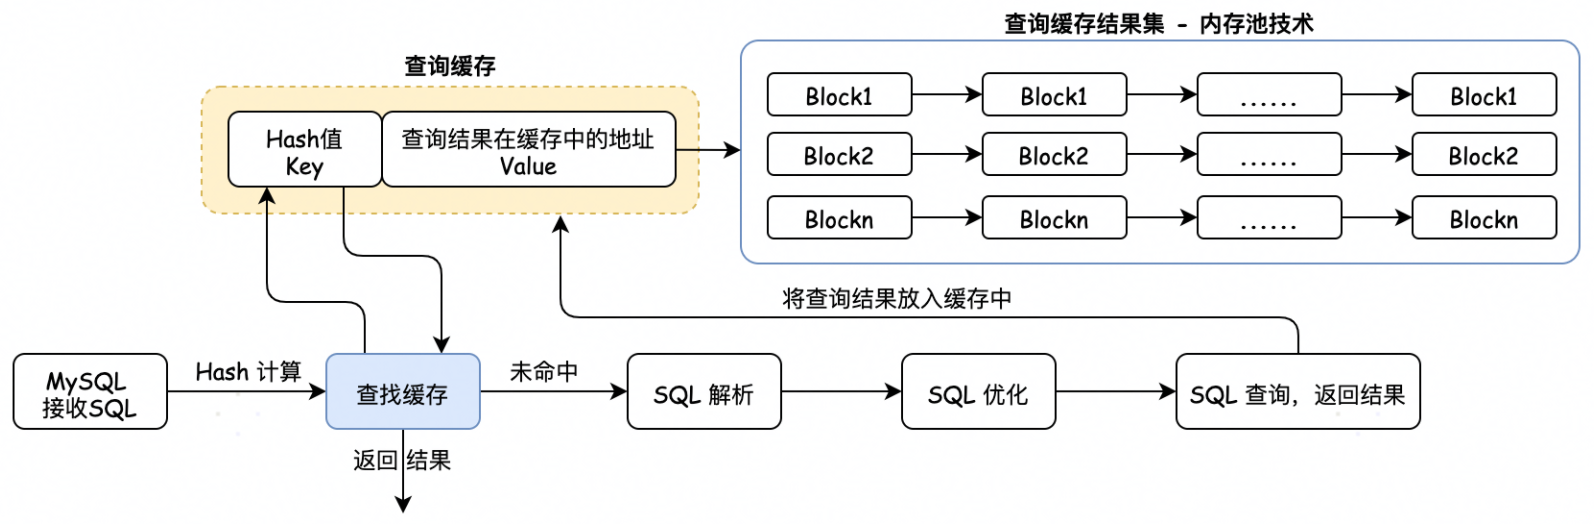 查询缓存结果集 - 内存池技术
查询缓存
Block1 Block1 ...... Block1
Hash值
Key
查询结果在缓存中的地址
Value
Block2 Block2 ...... Block2
Blockn Blockn ...... Blockn
将查询结果放入缓存中
MySQL
接收SQL
Hash 计算
查找缓存
未命中
SQL 解析
SQL 优化
SQL 查询，返回结果
返回 结果